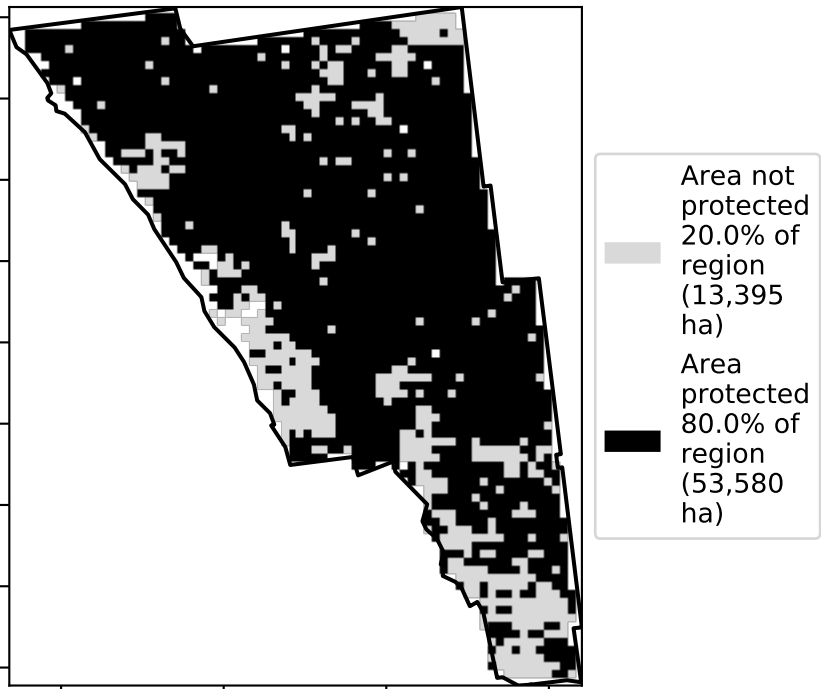 Area not
protected
20.0% of
region
(13,395
ha)
Area
protected
80.0% of
region
(53,580
ha)